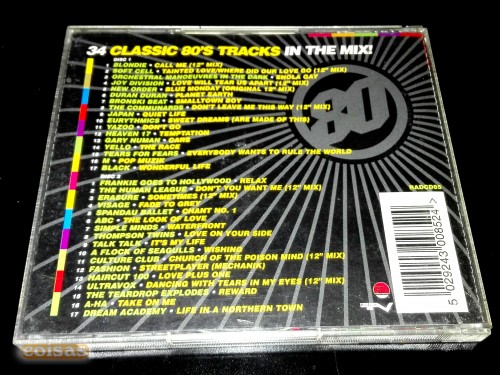 34 CLASSIC 80'S TRACKS IN THE MIX!
DISC 1
1 BLONDIE • CALL ME (12" MIX)
2 SOFT CELL • TAINTED LOVE/WHERE DID OUR LOVE GO (12" MIX)
3 ORCHESTRAL MANOEUVRES IN THE DARK • ENOLA GAY
4 JOY DIVISION • LOVE WILL TEAR US APART (12" MIX)
5 NEW ORDER • BLUE MONDAY (ORIGINAL 12" MIX)
6 DURAN DURAN • PLANET EARTH
7 BRONSKI BEAT • SMALLTOWN BOY
8 THE COMMUNARDS • DON'T LEAVE ME THIS WAY (12" MIX)
9 JAPAN • QUIET LIFE
10 EURYTHMICS • SWEET DREAMS (ARE MADE OF THIS)
11 YAZOO • DON'T GO
12 HEAVEN 17 • TEMPTATION
13 GARY NUMAN • CARS
14 YELLO • THE RACE
15 TEARS FOR FEARS • EVERYBODY WANTS TO RULE THE WORLD
16 M • POP MUZIK
17 BLACK • WONDERFUL LIFE
DISC 2
1 FRANKIE GOES TO HOLLYWOOD • RELAX
2 THE HUMAN LEAGUE • DON'T YOU WANT ME (12" MIX)
3 ERASURE • SOMETIMES (12" MIX)
4 VISAGE • FADE TO GREY
5 SPANDAU BALLET • CHANT NO. 1
6 ABC • THE LOOK OF LOVE
7 SIMPLE MINDS • WATERFRONT
8 THOMPSON TWINS • LOVE ON YOUR SIDE
9 TALK TALK • IT'S MY LIFE
10 A FLOCK OF SEAGULLS • WISHING
11 CULTURE CLUB • CHURCH OF THE POISON MIND (12" MIX)
12 FASHION • STREETPLAYER (MECHANIK)
13 HAIRCUT 100 • LOVE PLUS ONE
14 ULTRAVOX • DANCING WITH TEARS IN MY EYES (12" MIX)
15 THE TEARDROP EXPLODES • REWARD
16 A-HA • TAKE ON ME
17 DREAM ACADEMY • LIFE IN A NORTHERN TOWN
80
RADCD85
5 029243 008524 >
TV
coisas